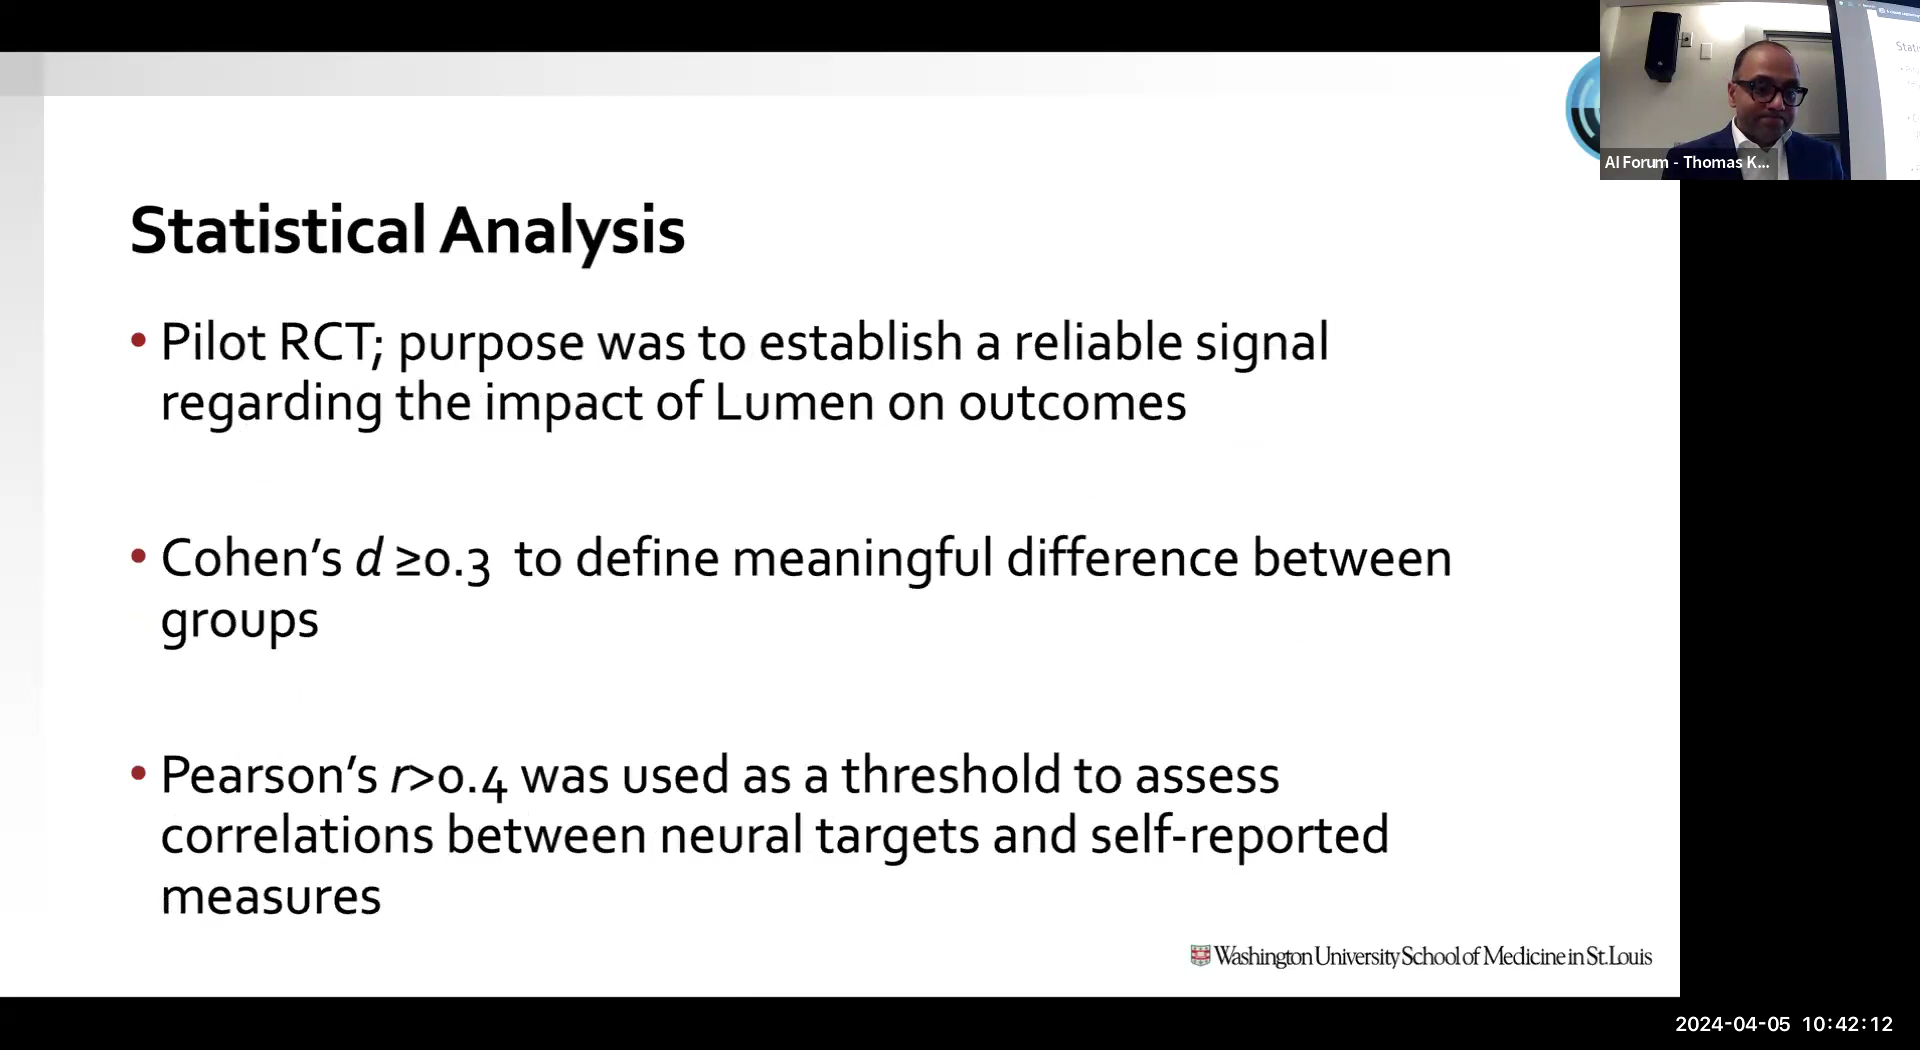 AI Forum - Thomas K...
Statistical Analysis
• Pilot RCT; purpose was to establish a reliable signal
regarding the impact of Lumen on outcomes
• Cohen’s d ≥0.3 to define meaningful difference between
groups
• Pearson’s r>0.4 was used as a threshold to assess
correlations between neural targets and self-reported
measures
Washington University School of Medicine in St. Louis
2024-04-05 10:42:12